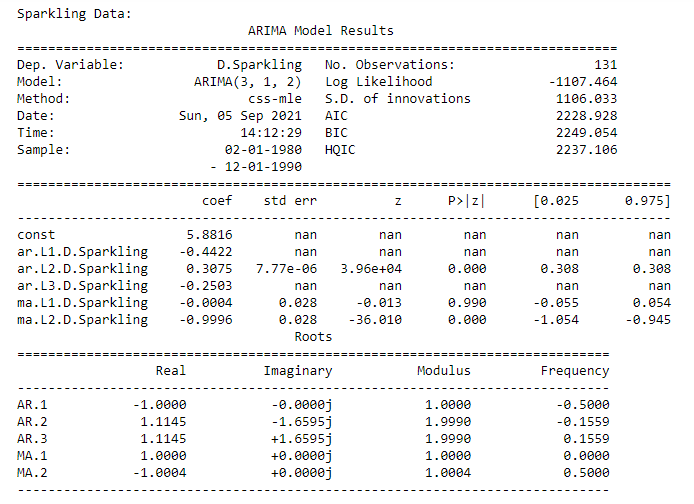 Sparkling Data:
ARIMA Model Results
==============================================================================
Dep. Variable: D.Sparkling No. Observations: 131
Model: ARIMA(3, 1, 2) Log Likelihood -1107.464
Method: css-mle S.D. of innovations 1106.033
Date: Sun, 05 Sep 2021 AIC 2228.928
Time: 14:12:29 BIC 2249.054
Sample: 02-01-1980 HQIC 2237.106
- 12-01-1990
=====================================================================================
coef std err z P>|z| [0.025 0.975]
-------------------------------------------------------------------------------------
const 5.8816 nan nan nan nan nan
ar.L1.D.Sparkling -0.4422 nan nan nan nan nan
ar.L2.D.Sparkling 0.3075 7.77e-06 3.96e+04 0.000 0.308 0.308
ar.L3.D.Sparkling -0.2503 nan nan nan nan nan
ma.L1.D.Sparkling -0.0004 0.028 -0.013 0.990 -0.055 0.054
ma.L2.D.Sparkling -0.9996 0.028 -36.010 0.000 -1.054 -0.945
Roots
=============================================================================
Real Imaginary Modulus Frequency
-----------------------------------------------------------------------------
AR.1 -1.0000 -0.0000j 1.0000 -0.5000
AR.2 1.1145 -1.6595j 1.9990 -0.1559
AR.3 1.1145 +1.6595j 1.9990 0.1559
MA.1 1.0000 +0.0000j 1.0000 0.0000
MA.2 -1.0004 +0.0000j 1.0004 0.5000
-----------------------------------------------------------------------------